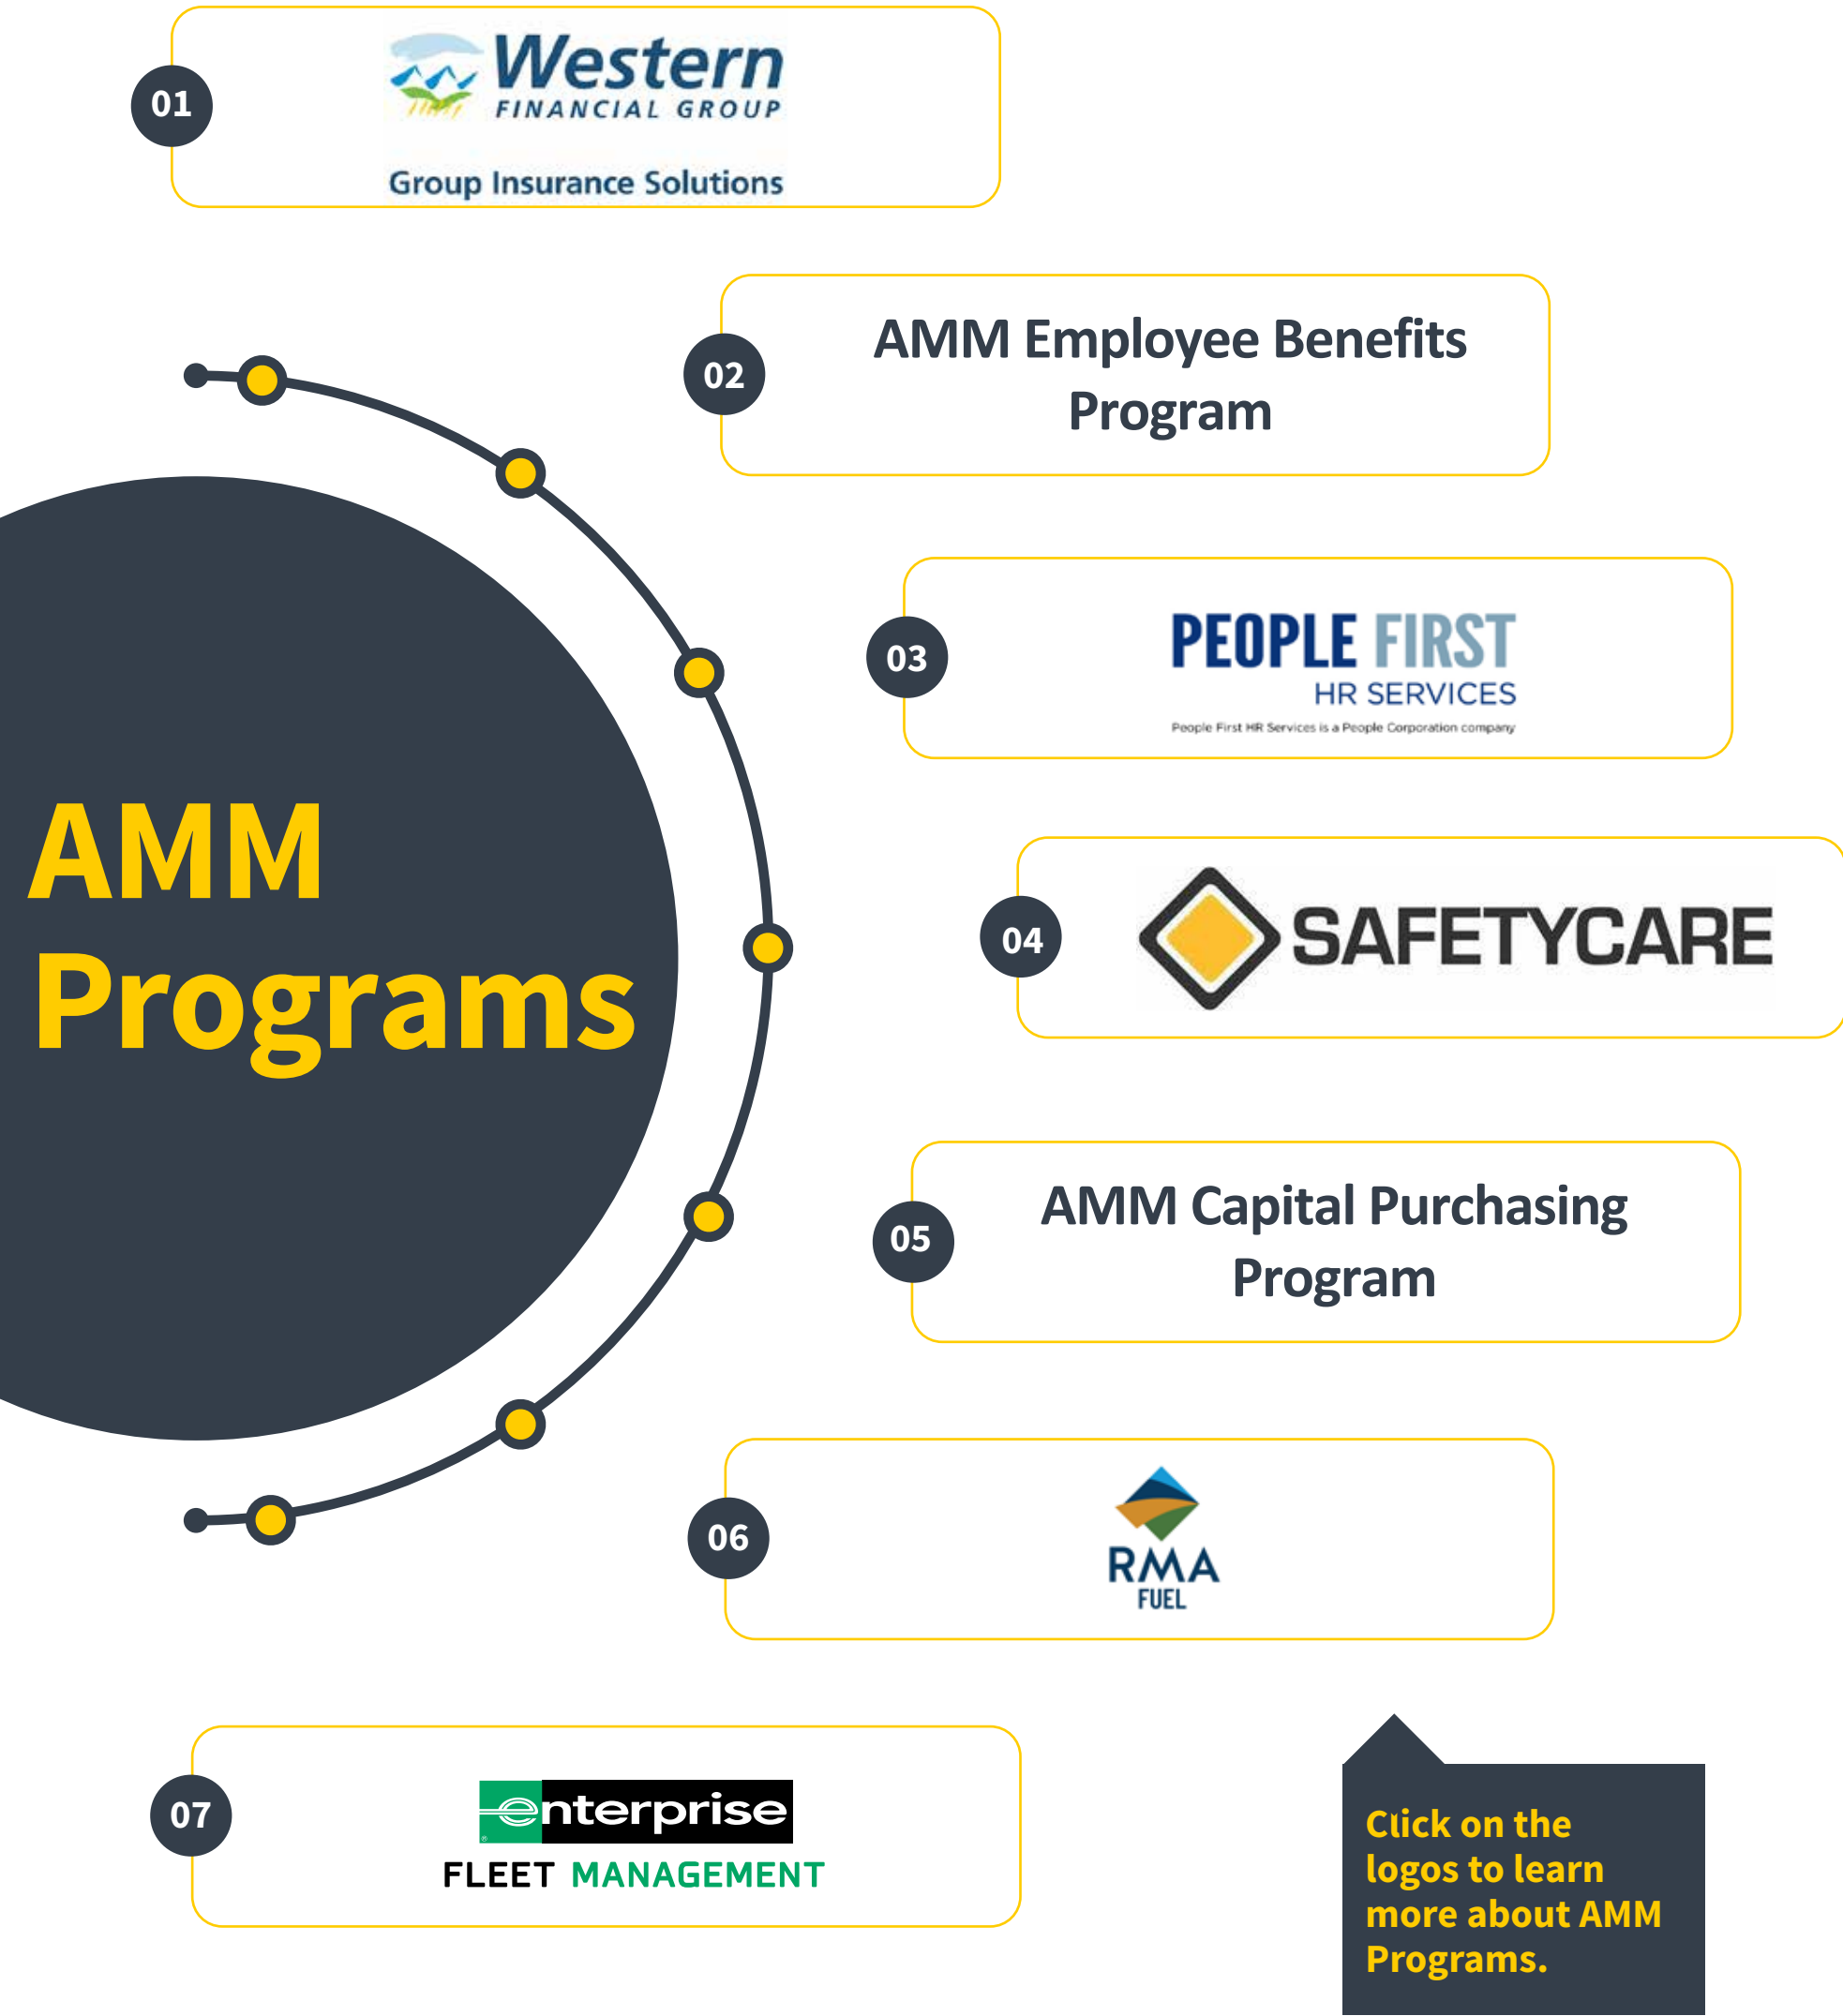 01
Western
FINANCIAL GROUP
Group Insurance Solutions
02
AMM Employee Benefits
Program
03
PEOPLE FIRST
HR SERVICES
People First HR Services is a People Corporation company
AMM
Programs
04
SAFETYCARE
05
AMM Capital Purchasing
Program
06
RMA
FUEL
07
enterprise
®
FLEET MANAGEMENT
Click on the
logos to learn
more about AMM
Programs.